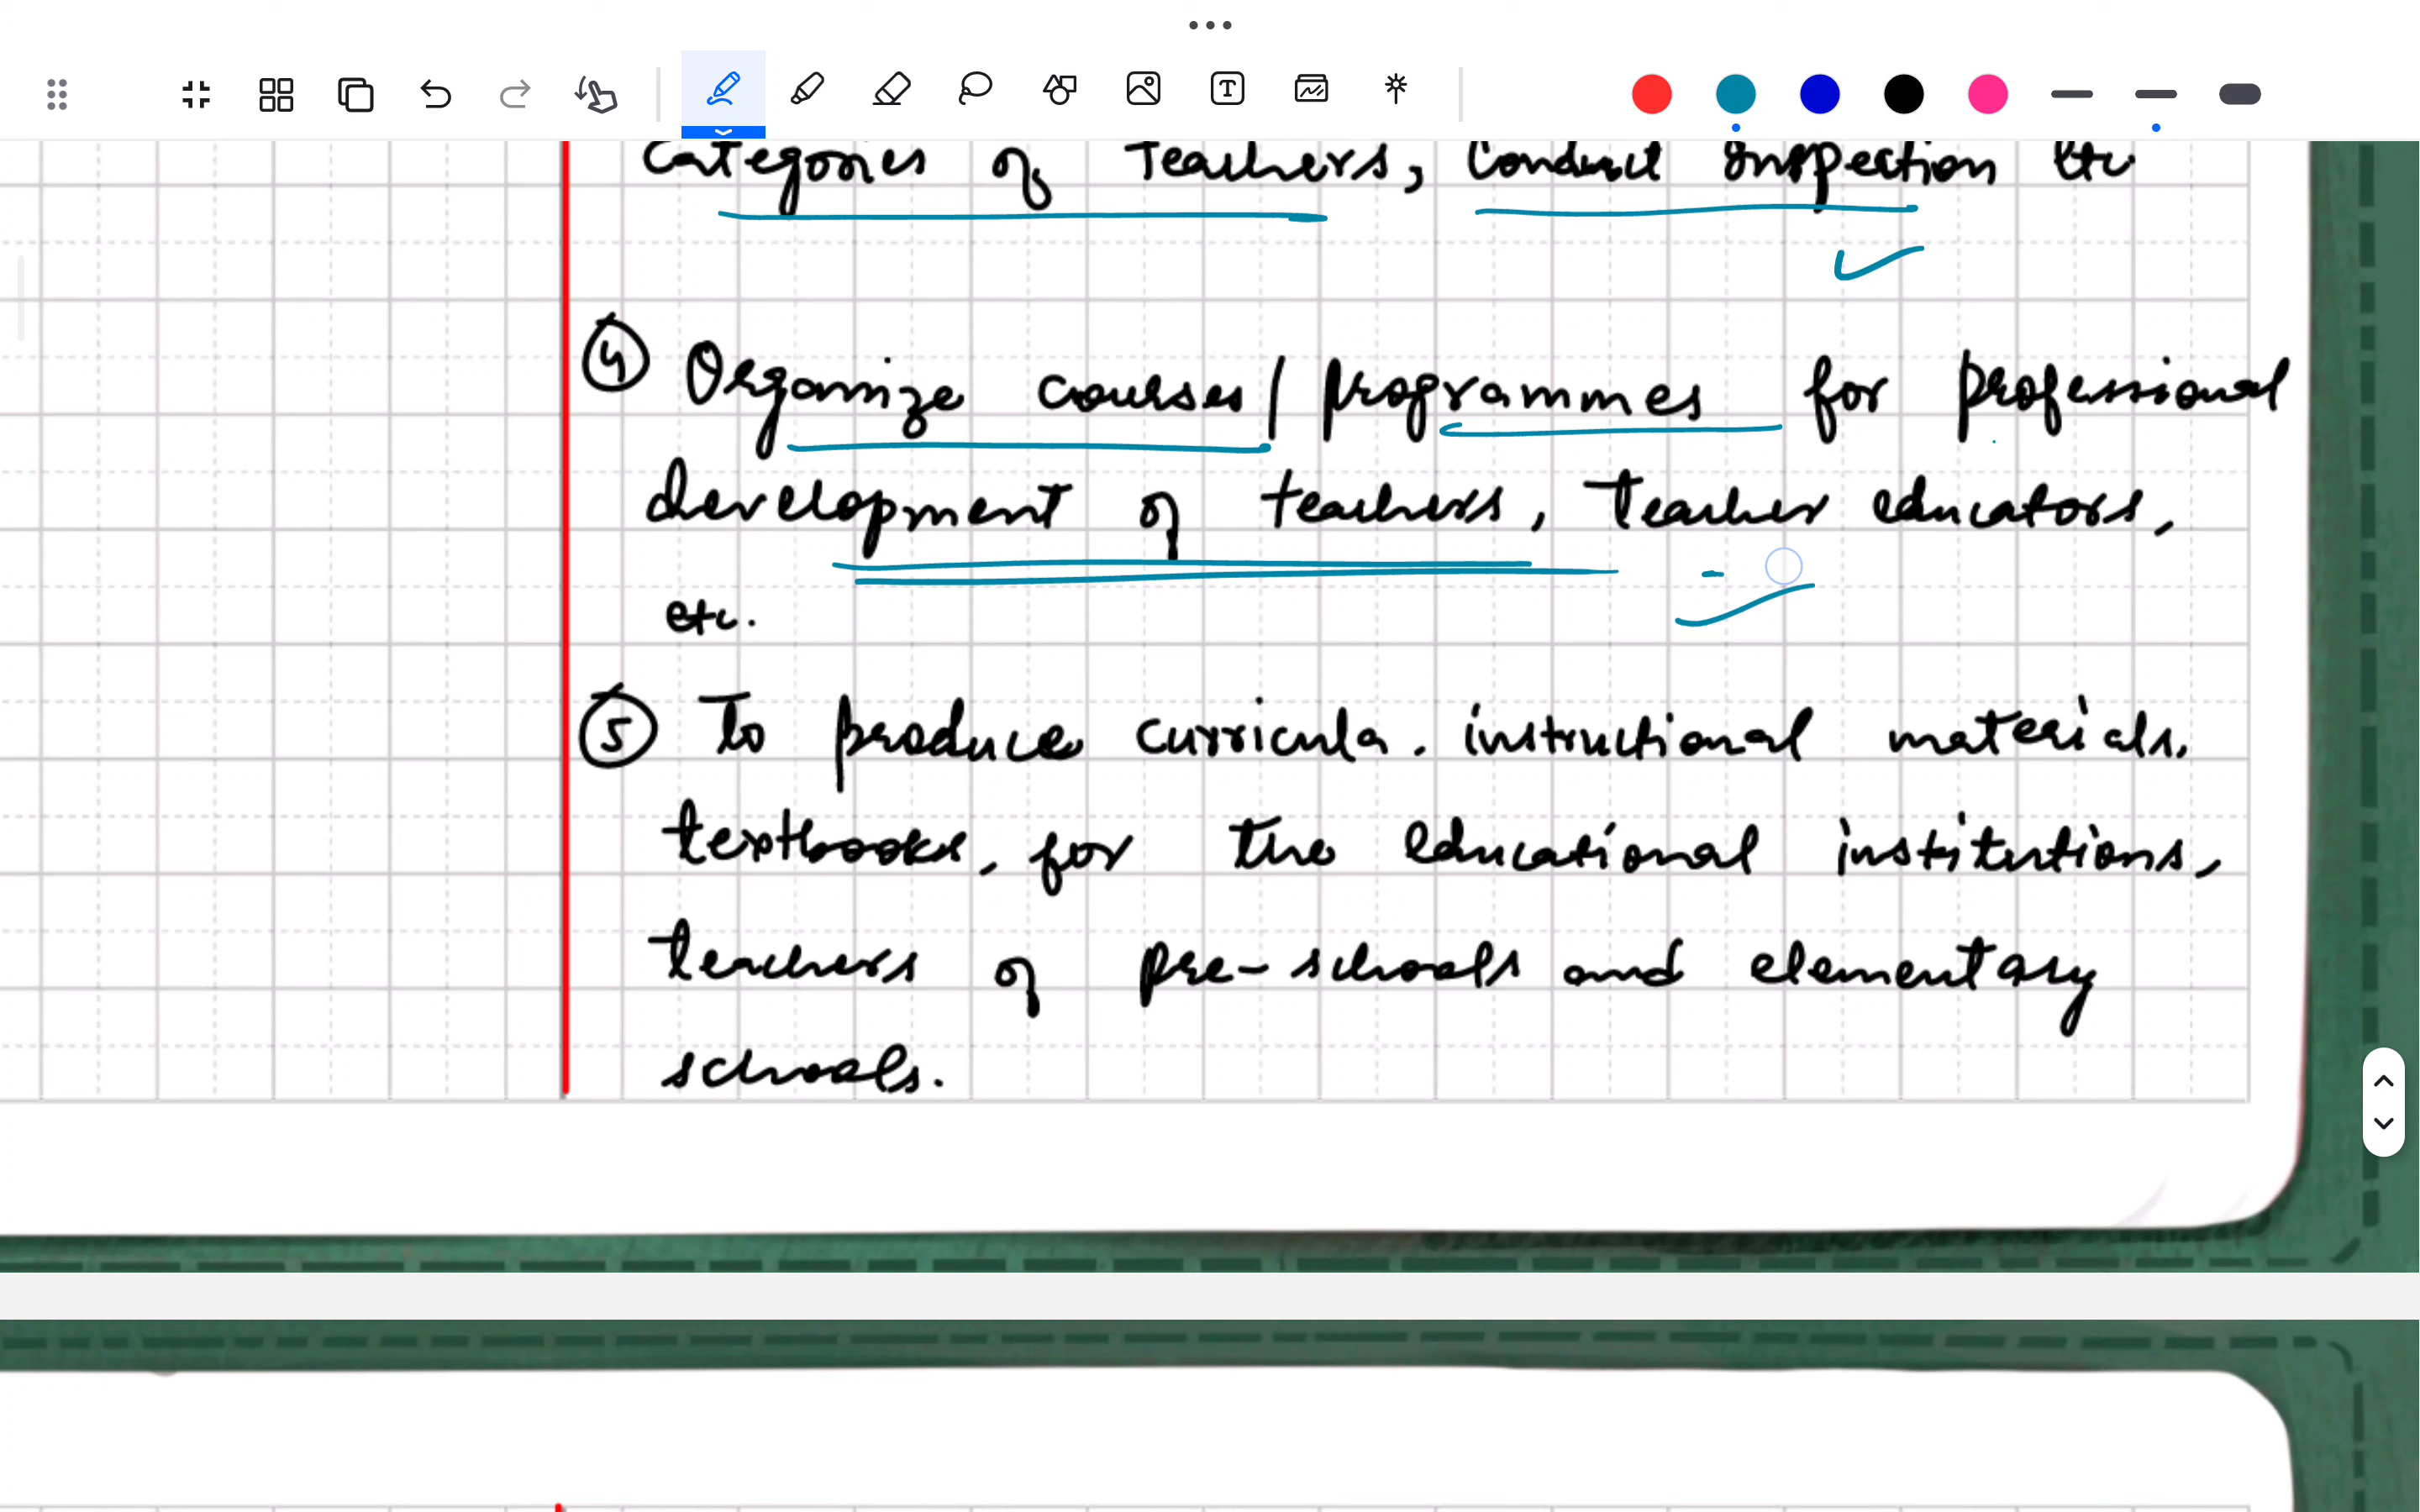 Categories of Teachers, Conduct Inspection etc
④ Organize courses/programmes for professional
development of teachers, Teacher educators,
etc.
⑤ To produce curricula. instructional materials.
textbooks, for the educational institutions,
teachers of pre-schools and elementary
schools.